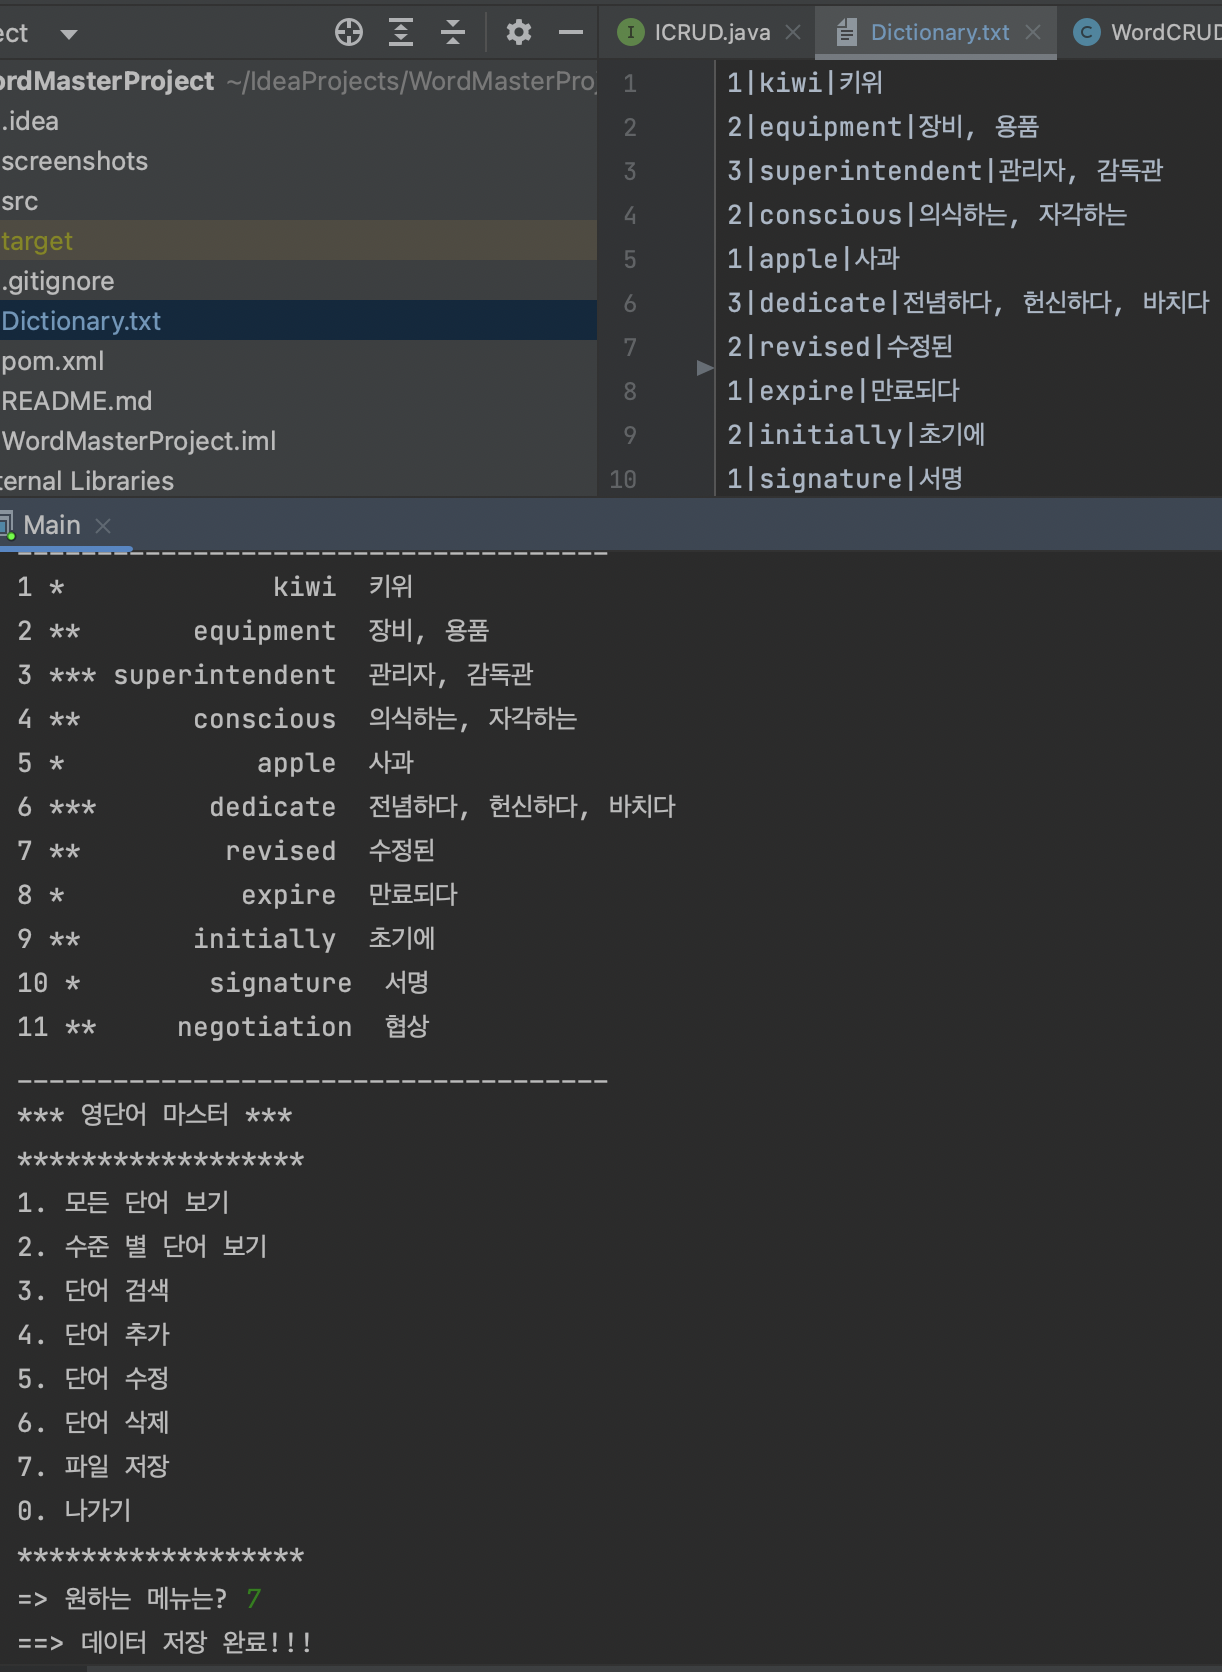 ect
ICRUD.java
Dictionary.txt
WordCRUD
ordMasterProject ~/IdeaProjects/WordMasterProj
.idea
screenshots
src
target
.gitignore
Dictionary.txt
pom.xml
README.md
WordMasterProject.iml
ternal Libraries
1 1|kiwi|키위
2 2|equipment|장비, 용품
3 3|superintendent|관리자, 감독관
4 2|conscious|의식하는, 자각하는
5 1|apple|사과
6 3|dedicate|전념하다, 헌신하다, 바치다
7 2|revised|수정된
8 1|expire|만료되다
9 2|initially|초기에
10 1|signature|서명
Main
-------------------------------------
1 * kiwi 키위
2 ** equipment 장비, 용품
3 *** superintendent 관리자, 감독관
4 ** conscious 의식하는, 자각하는
5 * apple 사과
6 *** dedicate 전념하다, 헌신하다, 바치다
7 ** revised 수정된
8 * expire 만료되다
9 ** initially 초기에
10 * signature 서명
11 ** negotiation 협상
-------------------------------------
*** 영단어 마스터 ***
******************
1. 모든 단어 보기
2. 수준 별 단어 보기
3. 단어 검색
4. 단어 추가
5. 단어 수정
6. 단어 삭제
7. 파일 저장
0. 나가기
******************
=> 원하는 메뉴는? 7
==> 데이터 저장 완료!!!